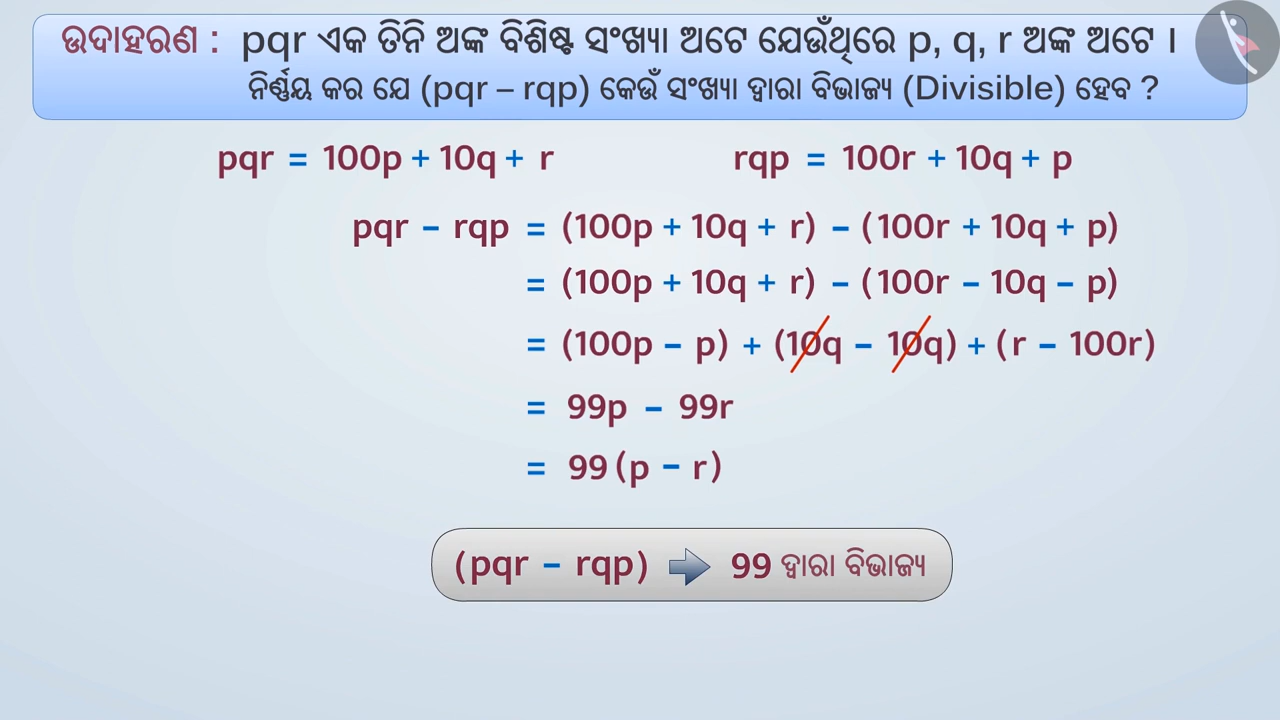 ଉଦାହରଣ : pqr ଏକ ତିନି ଅଙ୍କ ବିଶିଷ୍ଟ ସଂଖ୍ୟା ଅଟେ ଯେଉଁଥିରେ p, q, r ଅଙ୍କ ଅଟେ ।
ନିର୍ଣ୍ଣୟ କର ଯେ (pqr – rqp) କେଉଁ ସଂଖ୍ୟା ଦ୍ୱାରା ବିଭାଜ୍ୟ (Divisible) ହେବ ?
pqr = 100p + 10q + r rqp = 100r + 10q + p
pqr – rqp = (100p + 10q + r) – (100r + 10q + p)
= (100p + 10q + r) – (100r – 10q – p)
= (100p – p) + (10q – 10q) + (r – 100r)
= 99p – 99r
= 99 (p – r)
(pqr – rqp) ➡ 99 ଦ୍ୱାରା ବିଭାଜ୍ୟ